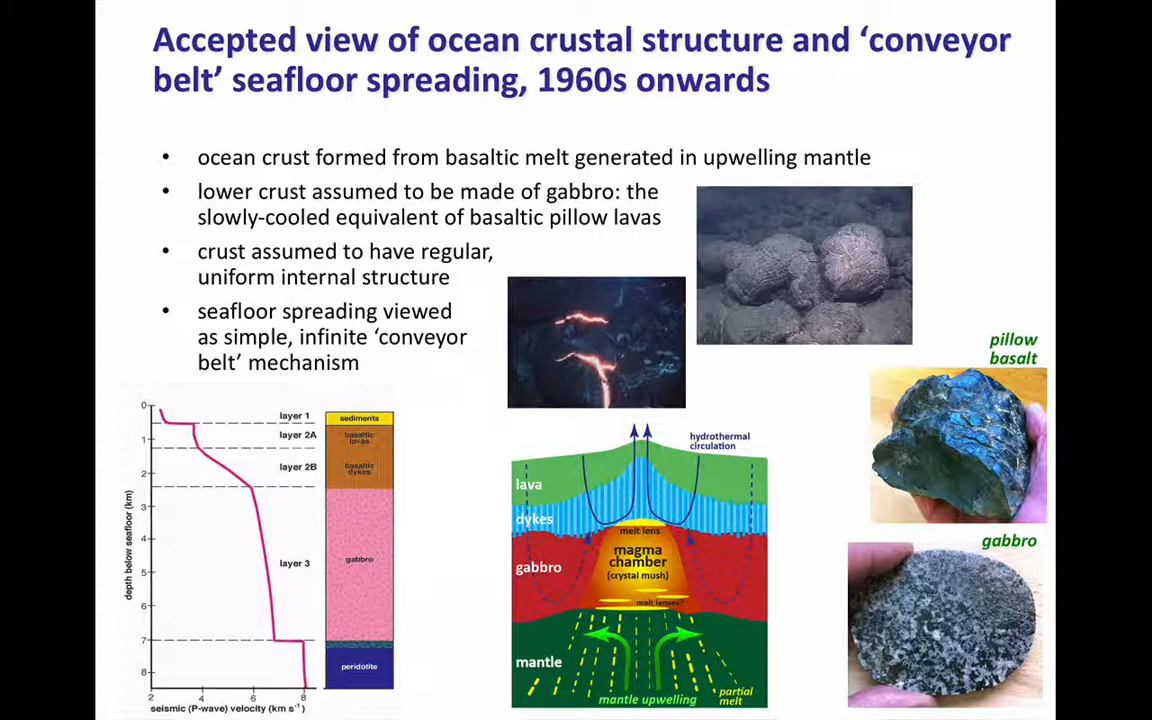 Accepted view of ocean crustal structure and ‘conveyor
belt’ seafloor spreading, 1960s onwards
• ocean crust formed from basaltic melt generated in upwelling mantle
• lower crust assumed to be made of gabbro: the
slowly-cooled equivalent of basaltic pillow lavas
• crust assumed to have regular,
uniform internal structure
• seafloor spreading viewed
as simple, infinite ‘conveyor
belt’ mechanism
pillow
basalt
gabbro
depth below seafloor (km)
0
1
2
3
4
5
6
7
8
2 4 6 8
seismic (P-wave) velocity (km s⁻¹)
layer 1
layer 2A
layer 2B
layer 3
sediments
basaltic
lavas
basaltic
dykes
gabbro
peridotite
hydrothermal
circulation
lava
dykes
melt lens
magma
chamber
(crystal mush)
gabbro
melt lenses?
mantle
mantle upwelling
partial
melt